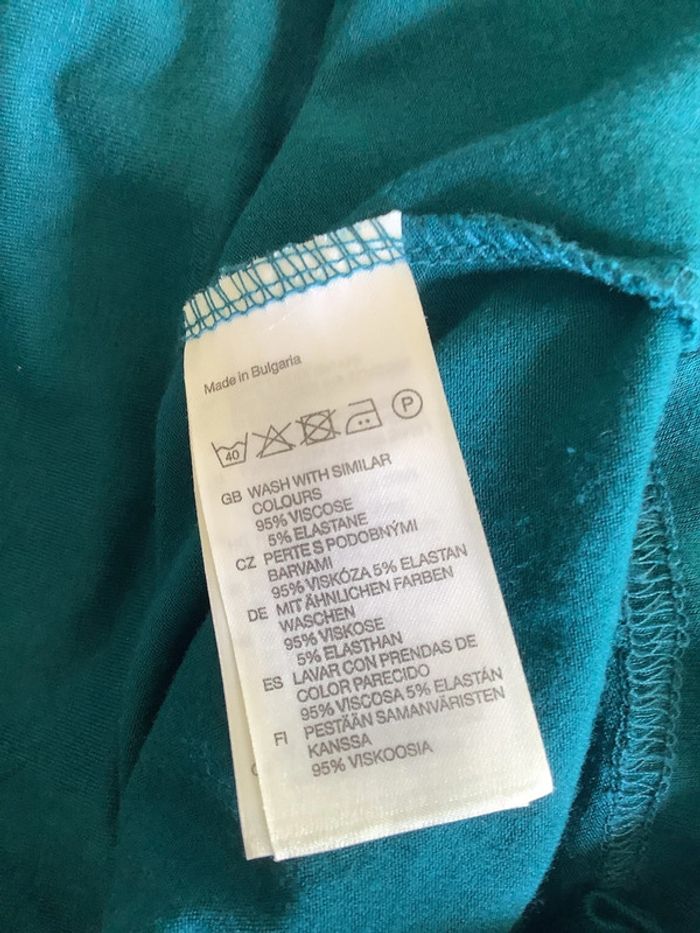 Made in Bulgaria
40 P
GB WASH WITH SIMILAR
COLOURS
95% VISCOSE
5% ELASTANE
CZ PERTE S PODOBNÝMI
BARVAMI
95% VISKÓZA 5% ELASTAN
DE MIT ÄHNLICHEN FARBEN
WASCHEN
95% VISKOSE
5% ELASTHAN
ES LAVAR CON PRENDAS DE
COLOR PARECIDO
95% VISCOSA 5% ELASTÁN
FI PESTÄÄN SAMANVÄRISTEN
KANSSA
95% VISKOOSIA